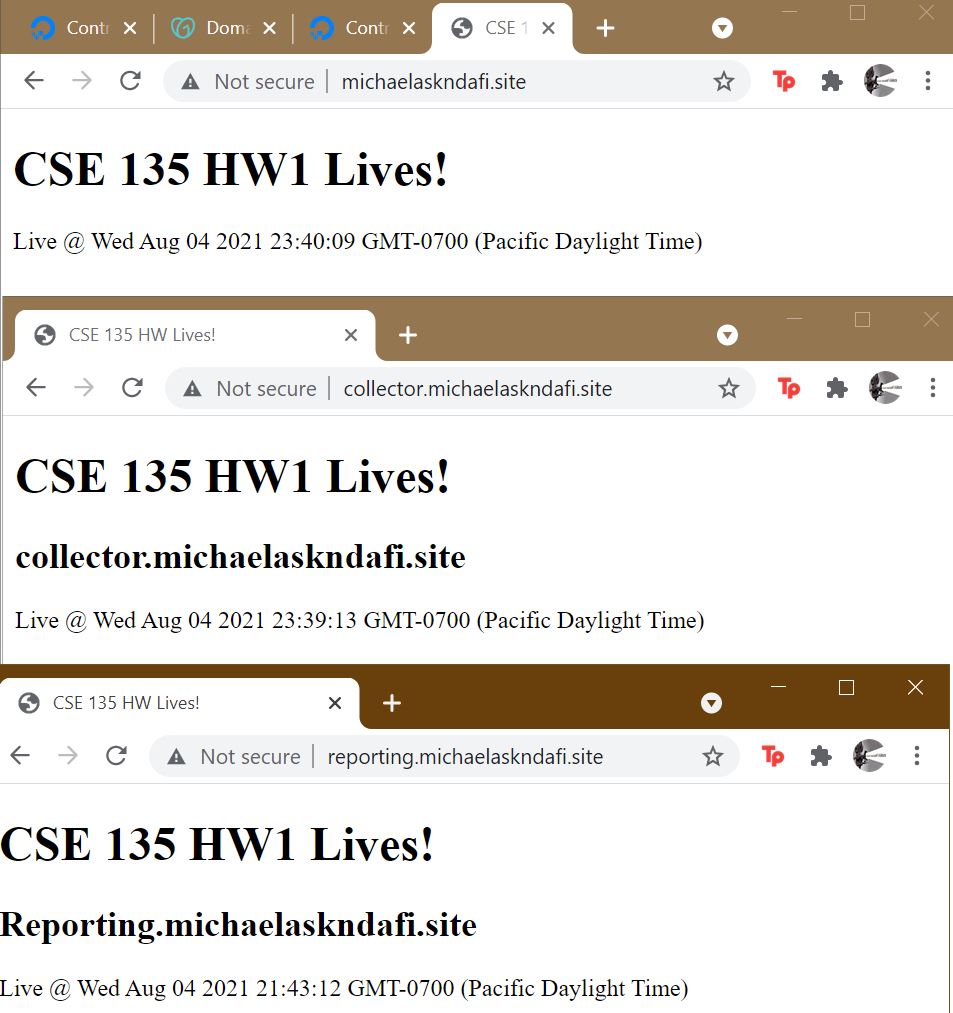 Contr
Doma
Contr
CSE 1
Not secure | michaelaskndafi.site
Tp
CSE 135 HW1 Lives!
Live @ Wed Aug 04 2021 23:40:09 GMT-0700 (Pacific Daylight Time)
CSE 135 HW Lives!
Not secure | collector.michaelaskndafi.site
Tp
CSE 135 HW1 Lives!
collector.michaelaskndafi.site
Live @ Wed Aug 04 2021 23:39:13 GMT-0700 (Pacific Daylight Time)
CSE 135 HW Lives!
Not secure | reporting.michaelaskndafi.site
Tp
CSE 135 HW1 Lives!
Reporting.michaelaskndafi.site
Live @ Wed Aug 04 2021 21:43:12 GMT-0700 (Pacific Daylight Time)